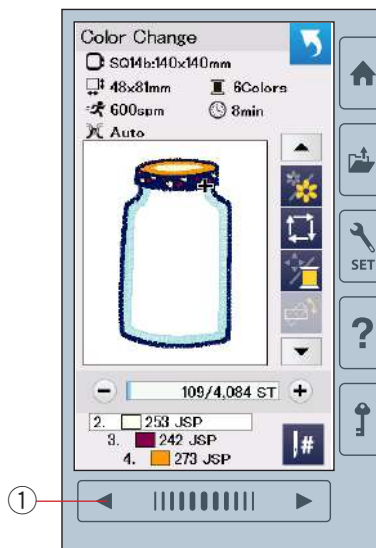 Color Change
SQ14b:140x140mm
48x81mm 6Colors
600spm 8min
Auto
109/4,084 ST
2. 253 JSP
3. 242 JSP
4. 273 JSP
#
SET
?
1